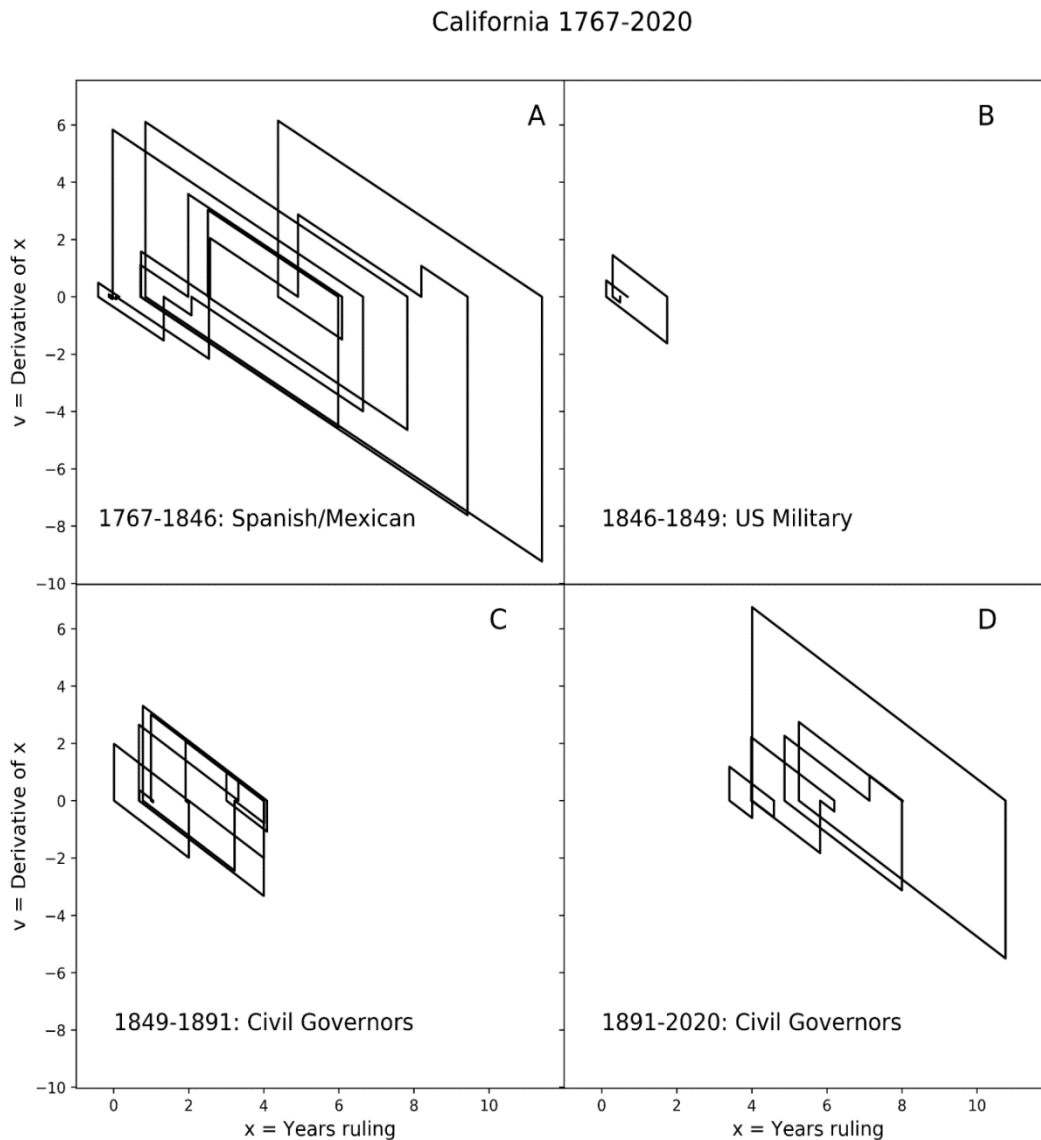 California 1767-2020
A
B
6
4
2
0
−2
−4
−6
−8
−10
v = Derivative of x
1767-1846: Spanish/Mexican
1846-1849: US Military
C
D
6
4
2
0
−2
−4
−6
−8
−10
v = Derivative of x
1849-1891: Civil Governors
1891-2020: Civil Governors
0 2 4 6 8 10
0 2 4 6 8 10
x = Years ruling
x = Years ruling